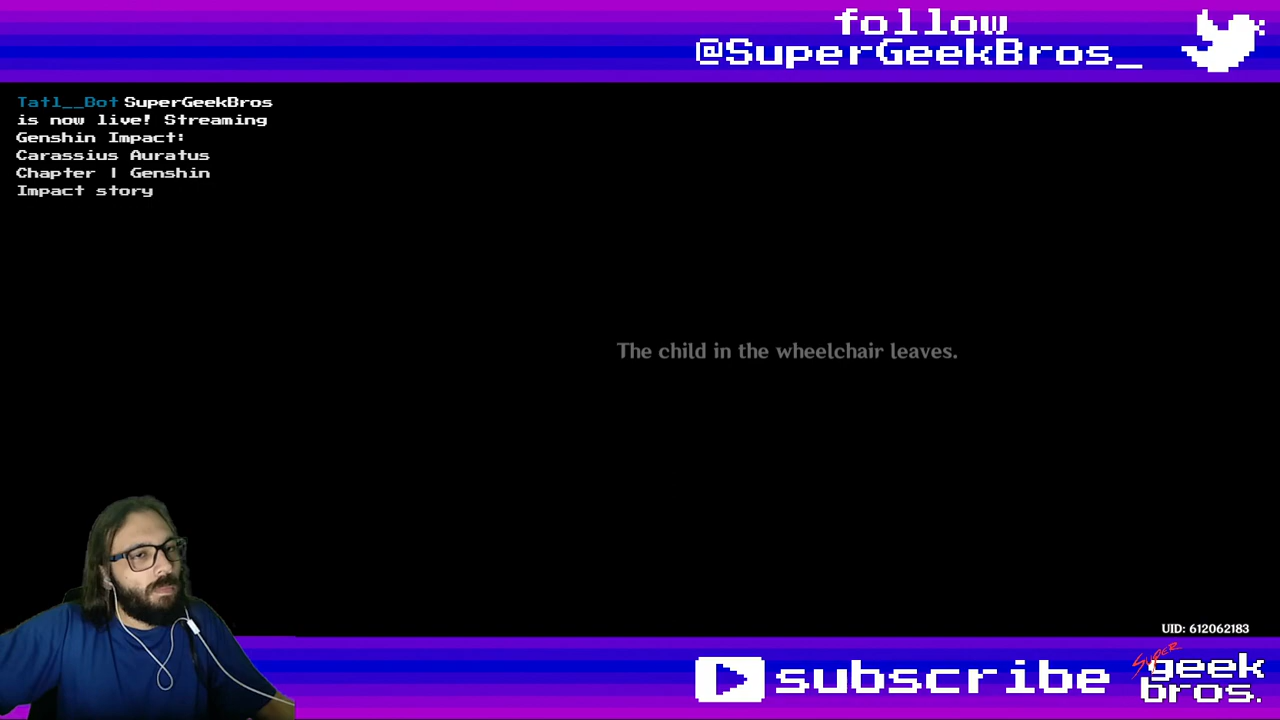 follow
@SuperGeekBros_
Tatl__Bot SuperGeekBros
is now live! Streaming
Genshin Impact:
Carassius Auratus
Chapter | Genshin
Impact story
The child in the wheelchair leaves.
UID: 612062183
subscribe
SUPER
geek
bros.